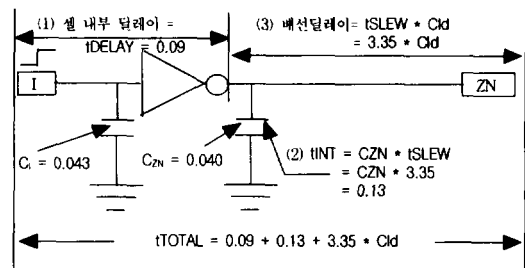 (1) 셀 내부 딜레이 =
tDELAY = 0.09
(3) 배선딜레이= tSLEW * Cld
= 3.35 * Cld
I
ZN
Ci = 0.043
CZN = 0.040
(2) tINT = CZN * tSLEW
= CZN * 3.35
= 0.13
tTOTAL = 0.09 + 0.13 + 3.35 * Cld